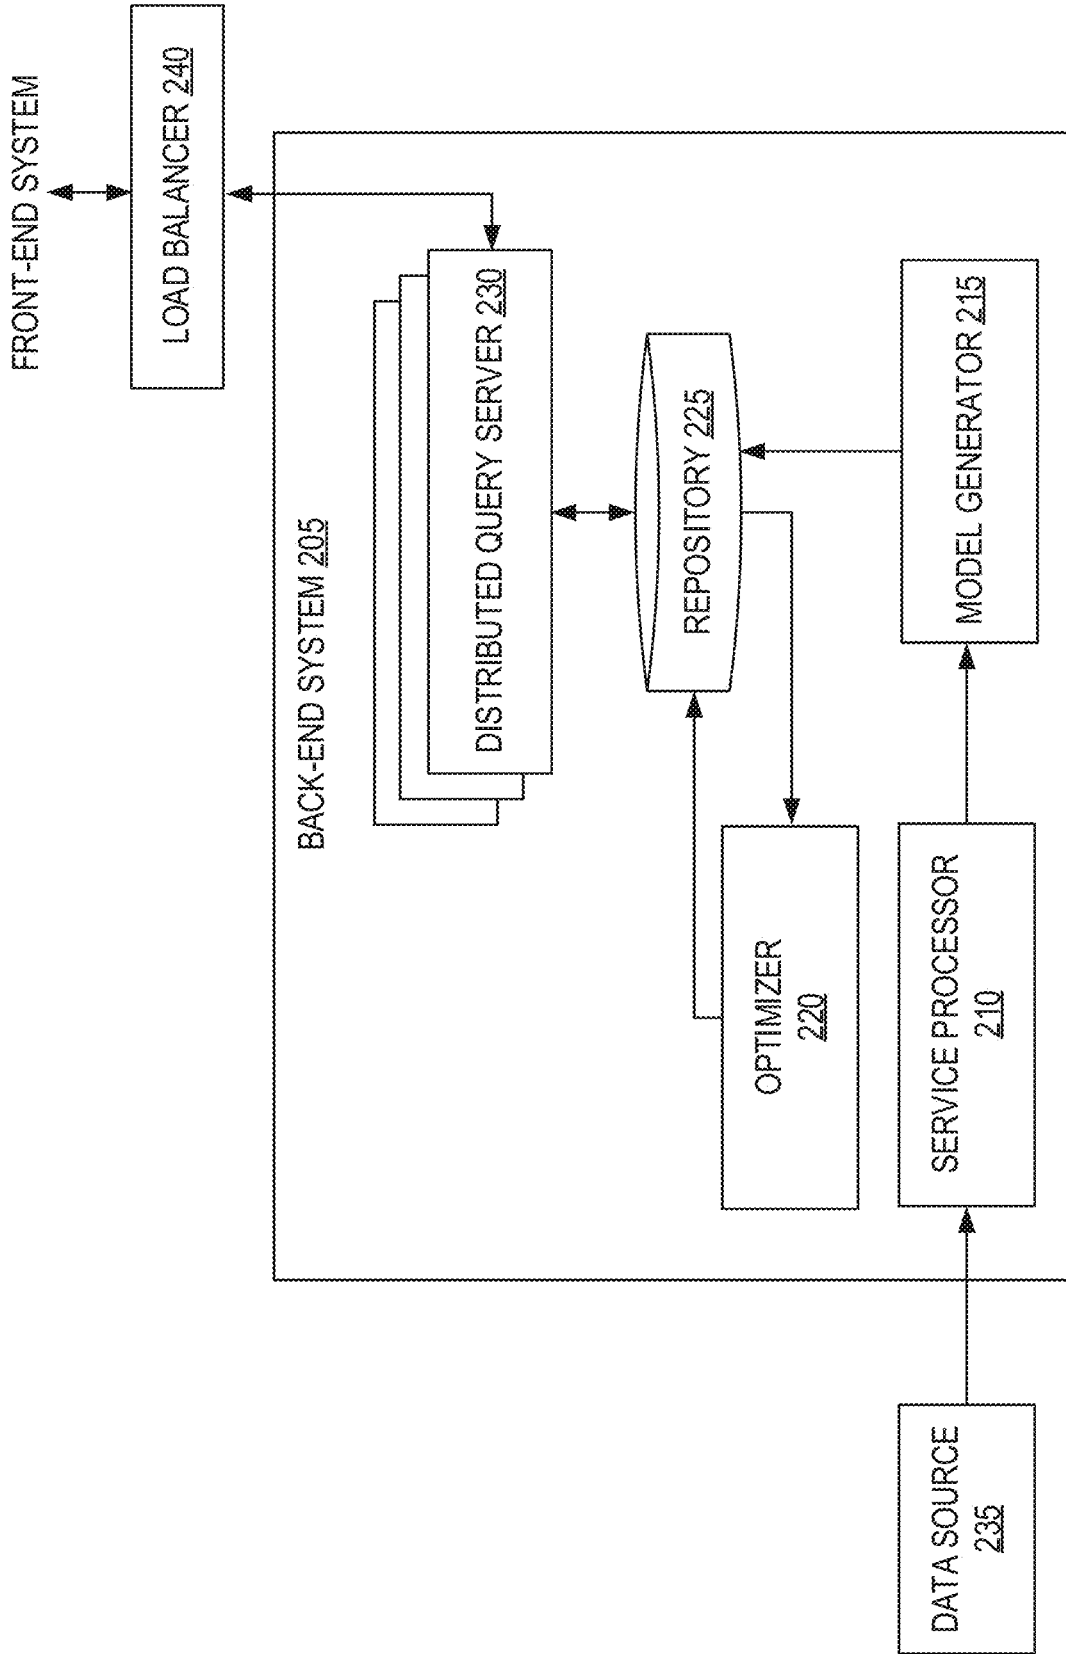 FRONT-END SYSTEM
LOAD BALANCER 240
BACK-END SYSTEM 205
DISTRIBUTED QUERY SERVER 230
REPOSITORY 225
OPTIMIZER
220
MODEL GENERATOR 215
SERVICE PROCESSOR
210
DATA SOURCE
235